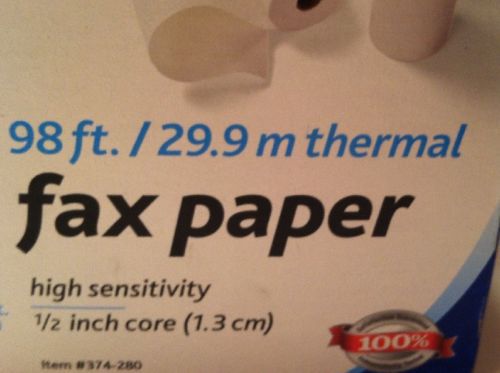 98 ft. / 29.9 m thermal
fax paper
high sensitivity
1/2 inch core (1.3 cm)
Item #374-280
100%